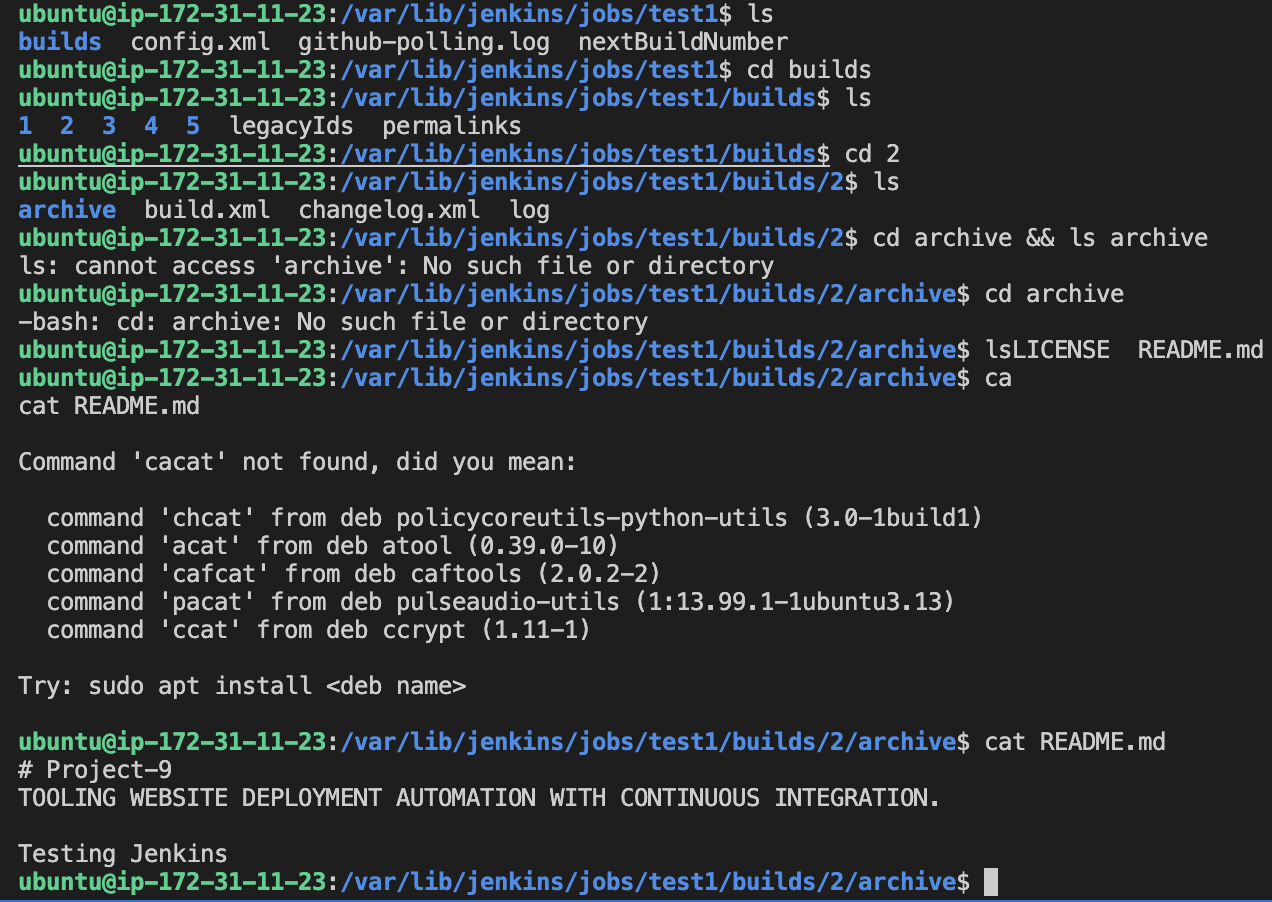 ubuntu@ip-172-31-11-23:/var/lib/jenkins/jobs/test1$ ls
builds  config.xml  github-polling.log  nextBuildNumber
ubuntu@ip-172-31-11-23:/var/lib/jenkins/jobs/test1$ cd builds
ubuntu@ip-172-31-11-23:/var/lib/jenkins/jobs/test1/builds$ ls
1  2  3  4  5  legacyIds  permalinks
ubuntu@ip-172-31-11-23:/var/lib/jenkins/jobs/test1/builds$ cd 2
ubuntu@ip-172-31-11-23:/var/lib/jenkins/jobs/test1/builds/2$ ls
archive  build.xml  changelog.xml  log
ubuntu@ip-172-31-11-23:/var/lib/jenkins/jobs/test1/builds/2$ cd archive && ls archive
ls: cannot access 'archive': No such file or directory
ubuntu@ip-172-31-11-23:/var/lib/jenkins/jobs/test1/builds/2/archive$ cd archive
-bash: cd: archive: No such file or directory
ubuntu@ip-172-31-11-23:/var/lib/jenkins/jobs/test1/builds/2/archive$ lsLICENSE  README.md
ubuntu@ip-172-31-11-23:/var/lib/jenkins/jobs/test1/builds/2/archive$ ca
cat README.md

Command 'cacat' not found, did you mean:

  command 'chcat' from deb policycoreutils-python-utils (3.0-1build1)
  command 'acat' from deb atool (0.39.0-10)
  command 'cafcat' from deb caftools (2.0.2-2)
  command 'pacat' from deb pulseaudio-utils (1:13.99.1-1ubuntu3.13)
  command 'ccat' from deb ccrypt (1.11-1)

Try: sudo apt install <deb name>

ubuntu@ip-172-31-11-23:/var/lib/jenkins/jobs/test1/builds/2/archive$ cat README.md
# Project-9
TOOLING WEBSITE DEPLOYMENT AUTOMATION WITH CONTINUOUS INTEGRATION.

Testing Jenkins
ubuntu@ip-172-31-11-23:/var/lib/jenkins/jobs/test1/builds/2/archive$